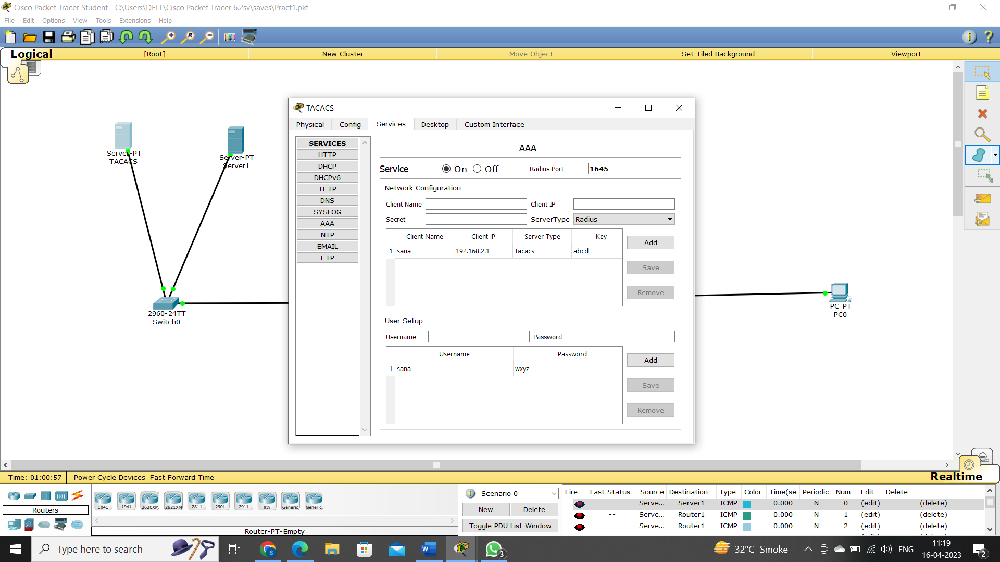 Cisco Packet Tracer Student - C:\Users\DELL\Cisco Packet Tracer 6.2sv\saves\Pract1.pkt
File Edit Options View Tools Extensions Help
Logical [Root] New Cluster Move Object Set Tiled Background Viewport
Server-PT
TACACS
Server-PT
Server1
2960-24TT
Switch0
PC-PT
PC0
TACACS
Physical Config Services Desktop Custom Interface
SERVICES
HTTP
DHCP
DHCPv6
TFTP
DNS
SYSLOG
AAA
NTP
EMAIL
FTP
AAA
Service On Off Radius Port 1645
Network Configuration
Client Name Client IP
Secret ServerType Radius
Client Name Client IP Server Type Key
1 sana 192.168.2.1 Tacacs abcd
Add
Save
Remove
User Setup
Username Password
Username Password
1 sana wxyz
Add
Save
Remove
Time: 01:00:57 Power Cycle Devices Fast Forward Time
Realtime
Routers
1841 1941 2620XM 2621XM 2811 2901 2911 819 Generic Generic
Router-PT-Empty
Scenario 0
New Delete
Toggle PDU List Window
Fire Last Status Source Destination Type Color Time(se Periodic Num Edit Delete
-- Serve... Server1 ICMP 0.000 N 0 (edit) (delete)
-- Serve... Router1 ICMP 0.000 N 1 (edit) (delete)
-- Serve... Router1 ICMP 0.000 N 2 (edit) (delete)
Type here to search
3
32°C Smoke
ENG
11:19
16-04-2023
2